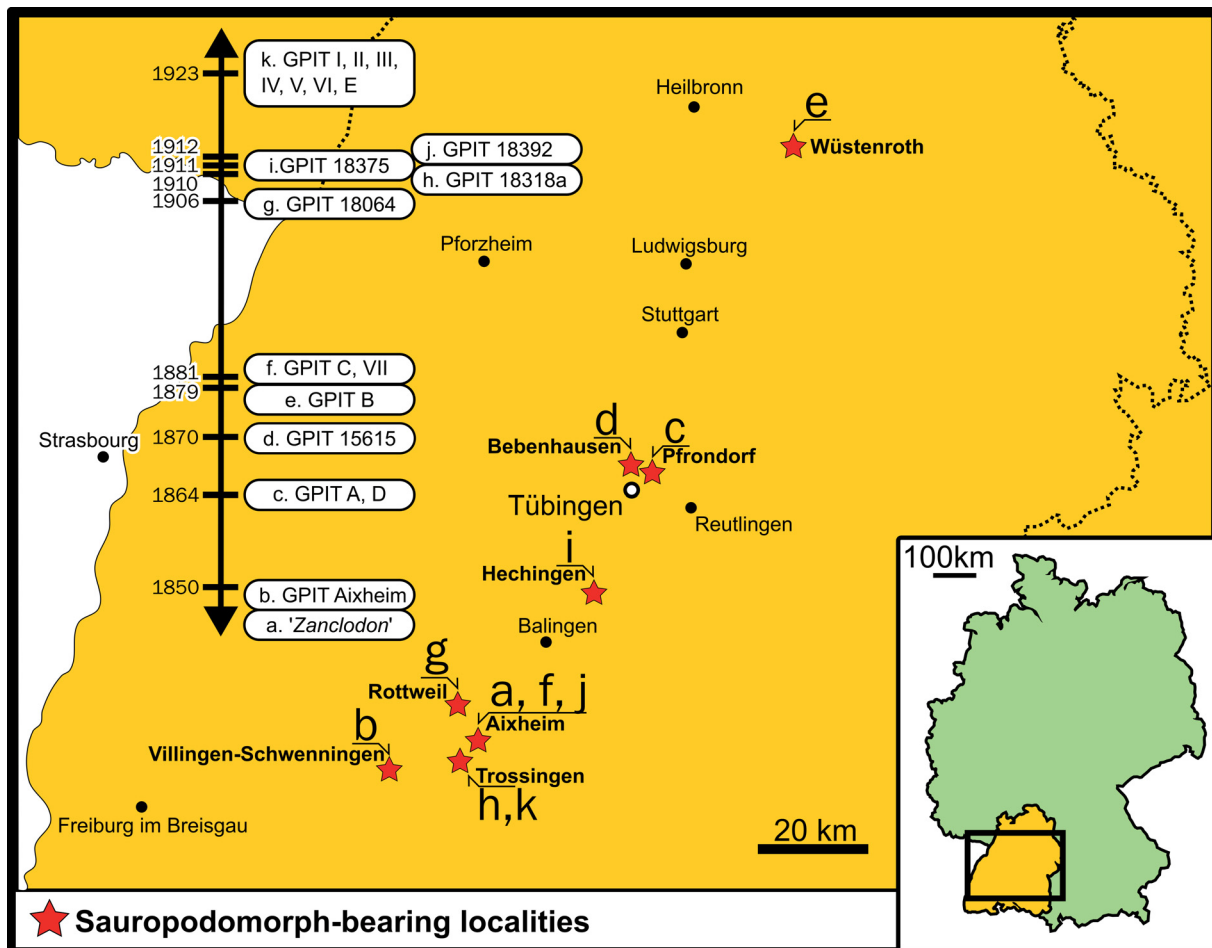 1923
k. GPIT I, II, III,
IV, V, VI, E
1912
1911
1910
1906
j. GPIT 18392
i.GPIT 18375
h. GPIT 18318a
g. GPIT 18064
1881
1879
f. GPIT C, VII
e. GPIT B
1870
d. GPIT 15615
1864
c. GPIT A, D
1850
b. GPIT Aixheim
a. 'Zanclodon'
Heilbronn
e
Wüstenroth
Pforzheim
Ludwigsburg
Stuttgart
Strasbourg
d
Bebenhausen
c
Pfrondorf
Tübingen
Reutlingen
i
Hechingen
Balingen
g
Rottweil
a, f, j
Aixheim
b
Villingen-Schwenningen
Trossingen
h,k
Freiburg im Breisgau
20 km
100km
Sauropodomorph-bearing localities